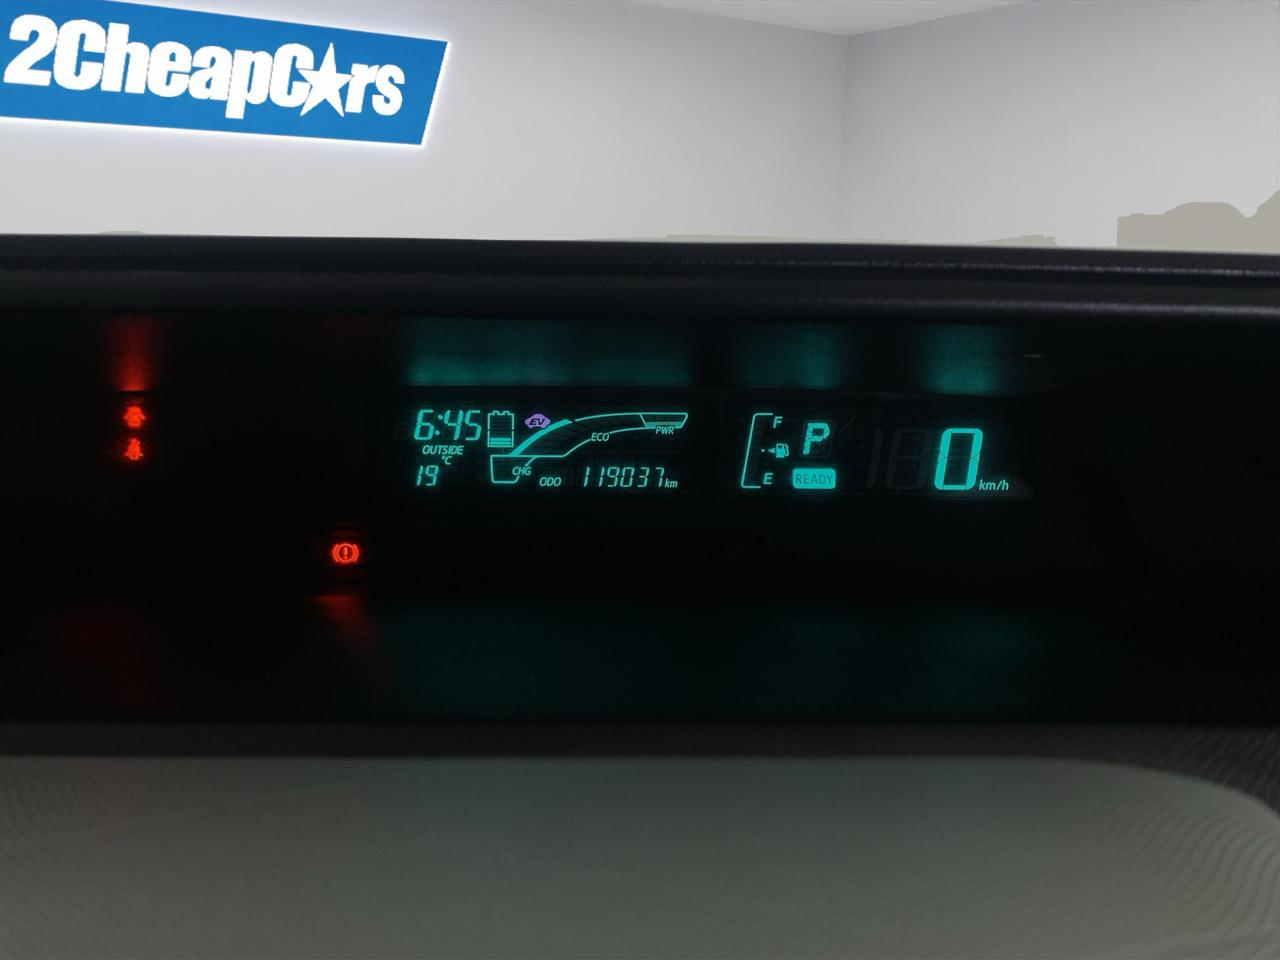 2CheapCars
6:45
EV
ECO
PWR
OUTSIDE
°C
19
CHG
ODO 119037 km
F
E
P
READY
0 km/h